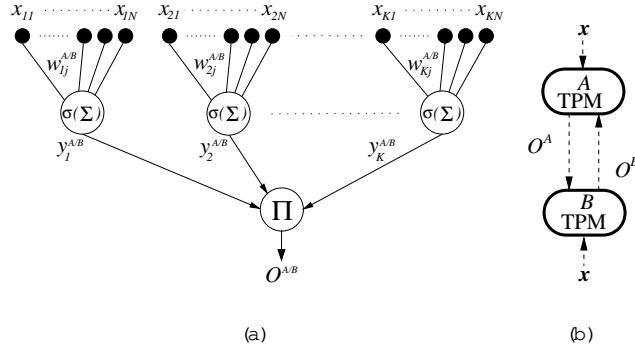 x₁₁ ........... x₁N x₂₁ ............ x₂N xK₁ ............ xKN
w₁ⱼ^A/B w₂ⱼ^A/B wKⱼ^A/B
σ(Σ) σ(Σ) σ(Σ)
y₁^A/B y₂^A/B yK^A/B
Π
O^A/B
(a)
x
A
TPM
O^A O^B
B
TPM
x
(b)